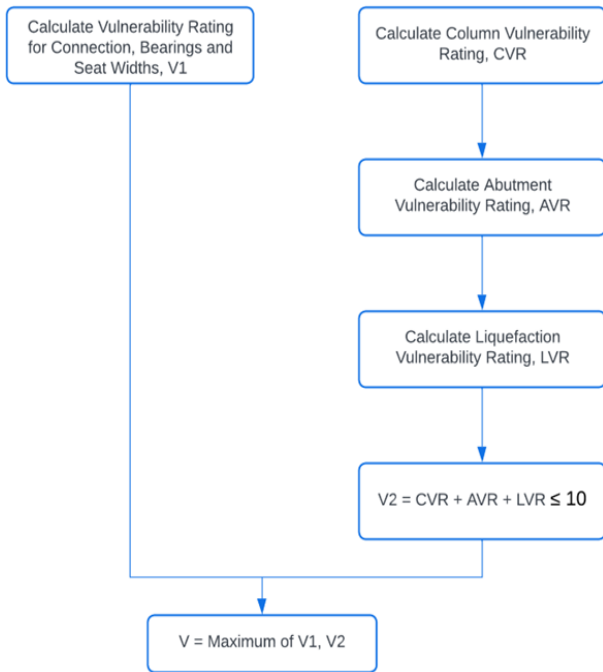 Calculate Vulnerability Rating
for Connection, Bearings and
Seat Widths, V1
Calculate Column Vulnerability
Rating, CVR
Calculate Abutment
Vulnerability Rating, AVR
Calculate Liquefaction
Vulnerability Rating, LVR
V2 = CVR + AVR + LVR ≤ 10
V = Maximum of V1, V2